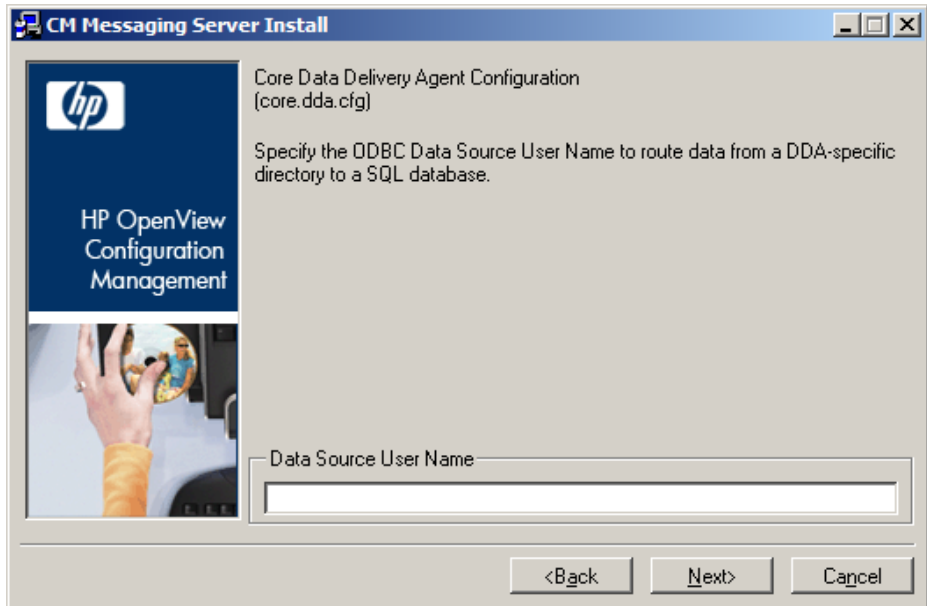 CM Messaging Server Install
hp
Core Data Delivery Agent Configuration
(core.dda.cfg)
Specify the ODBC Data Source User Name to route data from a DDA-specific
directory to a SQL database.
HP OpenView
Configuration
Management
Data Source User Name
<Back
Next>
Cancel